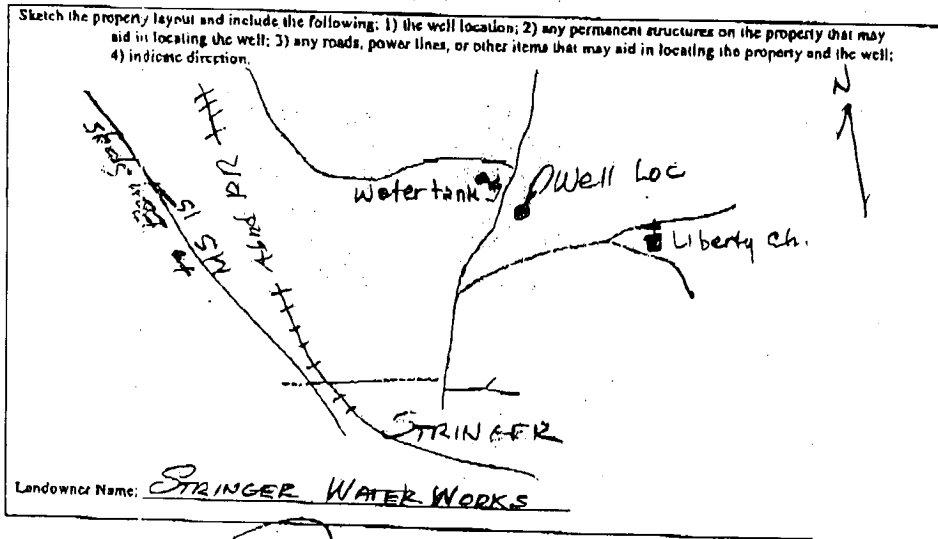 Sketch the property layout and include the following: 1) the well location; 2) any permanent structures on the property that may
aid in locating the well; 3) any roads, power lines, or other items that may aid in locating the property and the well;
4) indicate direction.
N
Abnd RR
MS 15
Water tank
Well Loc
Liberty Ch.
STRINGER
Landowner Name: STRINGER WATER WORKS